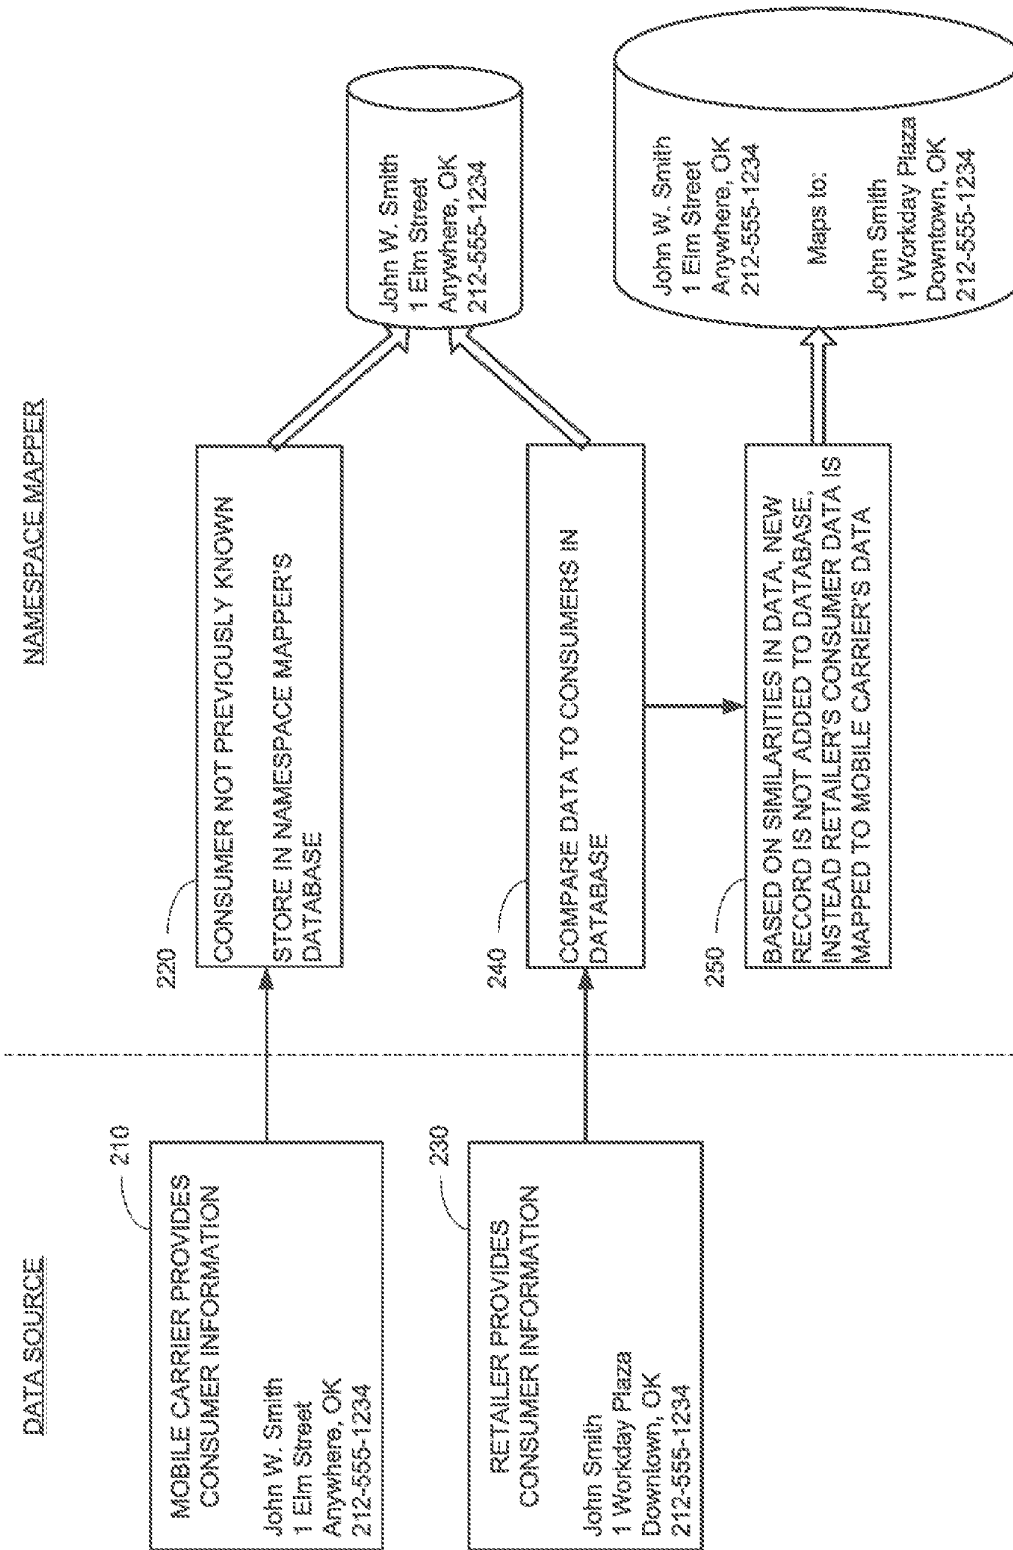 DATA SOURCE
NAMESPACE MAPPER
210
MOBILE CARRIER PROVIDES
CONSUMER INFORMATION
John W. Smith
1 Elm Street
Anywhere, OK
212-555-1234
220
CONSUMER NOT PREVIOUSLY KNOWN
STORE IN NAMESPACE MAPPER'S
DATABASE
John W. Smith
1 Elm Street
Anywhere, OK
212-555-1234
230
RETAILER PROVIDES
CONSUMER INFORMATION
John Smith
1 Workday Plaza
Downtown, OK
212-555-1234
240
COMPARE DATA TO CONSUMERS IN
DATABASE
250
BASED ON SIMILARITIES IN DATA, NEW
RECORD IS NOT ADDED TO DATABASE,
INSTEAD RETAILER'S CONSUMER DATA IS
MAPPED TO MOBILE CARRIER'S DATA
John W. Smith
1 Elm Street
Anywhere, OK
212-555-1234
Maps to:
John Smith
1 Workday Plaza
Downtown, OK
212-555-1234